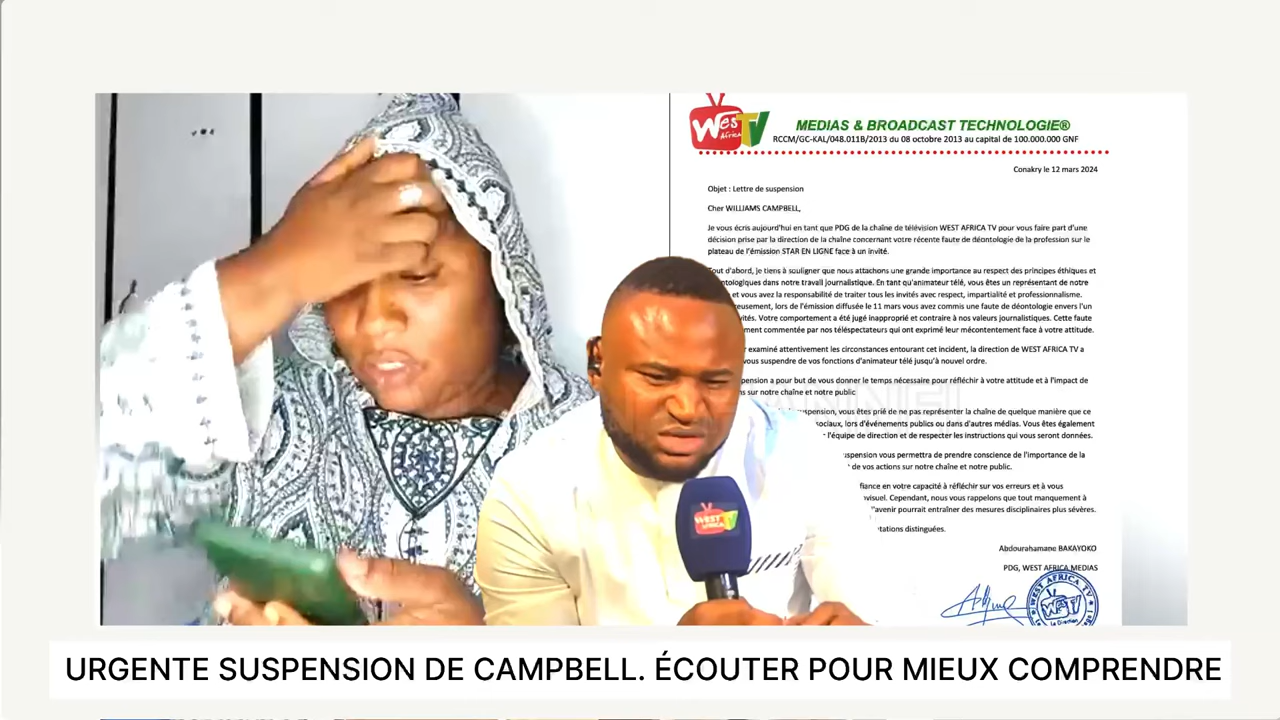 West
Africa
TV
MEDIAS & BROADCAST TECHNOLOGIE®
RCCM/GC-KAL/048.011B/2013 du 08 octobre 2013 au capital de 100.000.000 GNF
Conakry le 12 mars 2024
Objet : Lettre de suspension
Cher WILLIAMS CAMPBELL,
Je vous écris aujourd'hui en tant que PDG de la chaîne de télévision WEST AFRICA TV pour vous faire part d'une
décision prise par la direction de la chaîne concernant votre récente faute de déontologie de la profession sur le
plateau de l'émission STAR EN LIGNE face à un invité.
Tout d'abord, je tiens à souligner que nous attachons une grande importance au respect des principes éthiques et
ontologiques dans notre travail journalistique. En tant qu'animateur télé, vous êtes un représentant de notre
et vous avez la responsabilité de traiter tous les invités avec respect, impartialité et professionnalisme.
eusement, lors de l'émission diffusée le 11 mars vous avez commis une faute de déontologie envers l'un
vités. Votre comportement a été jugé inapproprié et contraire à nos valeurs journalistiques. Cette faute
ment commentée par nos téléspectateurs qui ont exprimé leur mécontentement face à votre attitude.
r examiné attentivement les circonstances entourant cet incident, la direction de WEST AFRICA TV a
vous suspendre de vos fonctions d'animateur télé jusqu'à nouvel ordre.
pension a pour but de vous donner le temps nécessaire pour réfléchir à votre attitude et à l'impact de
ns sur notre chaîne et notre public
suspension, vous êtes prié de ne pas représenter la chaîne de quelque manière que ce
sociaux, lors d'événements publics ou dans d'autres médias. Vous êtes également
r l'équipe de direction et de respecter les instructions qui vous seront données.
suspension vous permettra de prendre conscience de l'importance de la
t de vos actions sur notre chaîne et notre public.
fiance en votre capacité à réfléchir sur vos erreurs et à vous
visuel. Cependant, nous vous rappelons que tout manquement à
l'avenir pourrait entraîner des mesures disciplinaires plus sévères.
tations distinguées.
Abdourahamane BAKAYOKO
PDG, WEST AFRICA MEDIAS
WEST AFRICA TV
La Direction
WEST
AFRICA
TV
URGENTE SUSPENSION DE CAMPBELL. ÉCOUTER POUR MIEUX COMPRENDRE